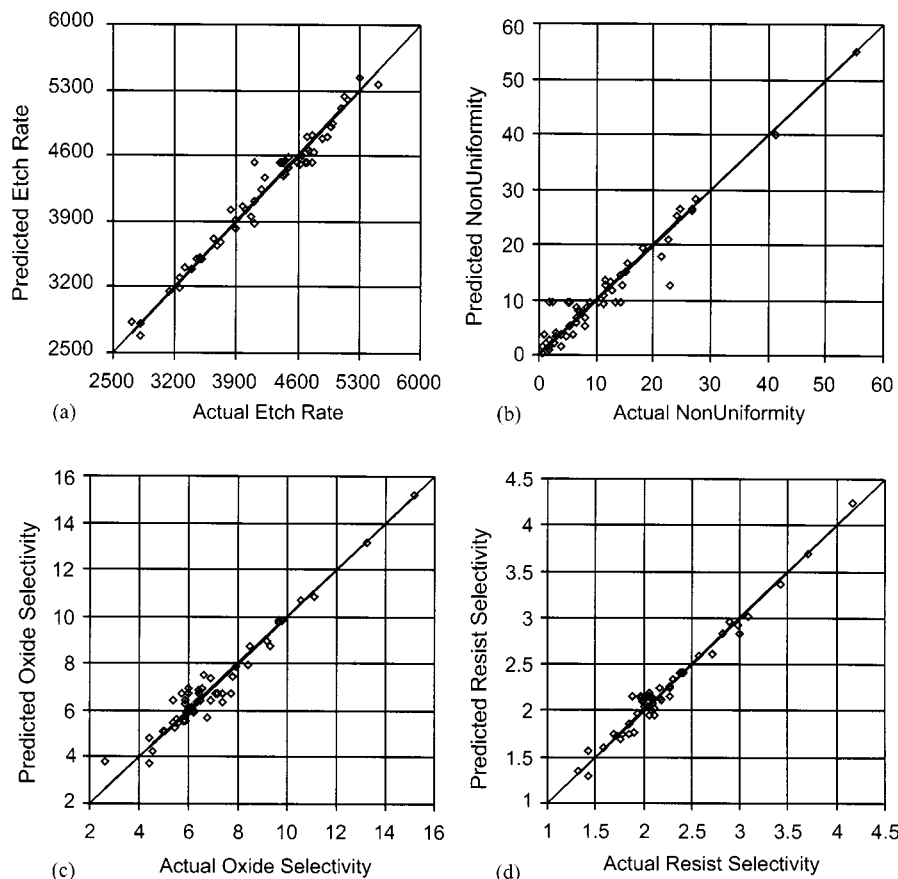 6000
5300
4600
3900
3200
2500
Predicted Etch Rate
2500 3200 3900 4600 5300 6000
(a) Actual Etch Rate
60
50
40
30
20
10
0
Predicted NonUniformity
0 10 20 30 40 50 60
(b) Actual NonUniformity
16
14
12
10
8
6
4
2
Predicted Oxide Selectivity
2 4 6 8 10 12 14 16
(c) Actual Oxide Selectivity
4.5
4
3.5
3
2.5
2
1.5
1
Predicted Resist Selectivity
1 1.5 2 2.5 3 3.5 4 4.5
(d) Actual Resist Selectivity